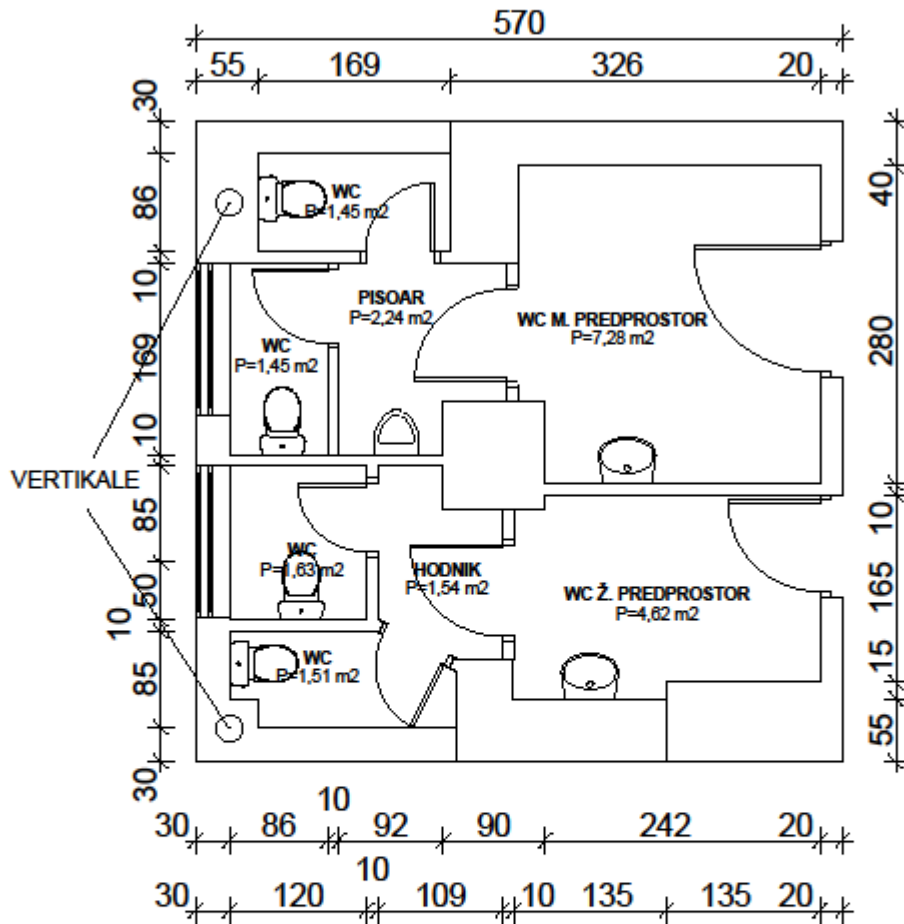 570
55 169 326 20
30 86 10 169 10 85 50 10 85 30
40 280 10 165 15 55
WC
P=1,45 m2
PISOAR
P=2,24 m2
WC M. PREDPROSTOR
P=7,28 m2
WC
P=1,45 m2
VERTIKALE
WC
P=1,63 m2
HODNIK
P=1,54 m2
WC Ž. PREDPROSTOR
P=4,62 m2
WC
P=1,51 m2
10
30 86 92 90 242 20
10
30 120 109 10 135 135 20